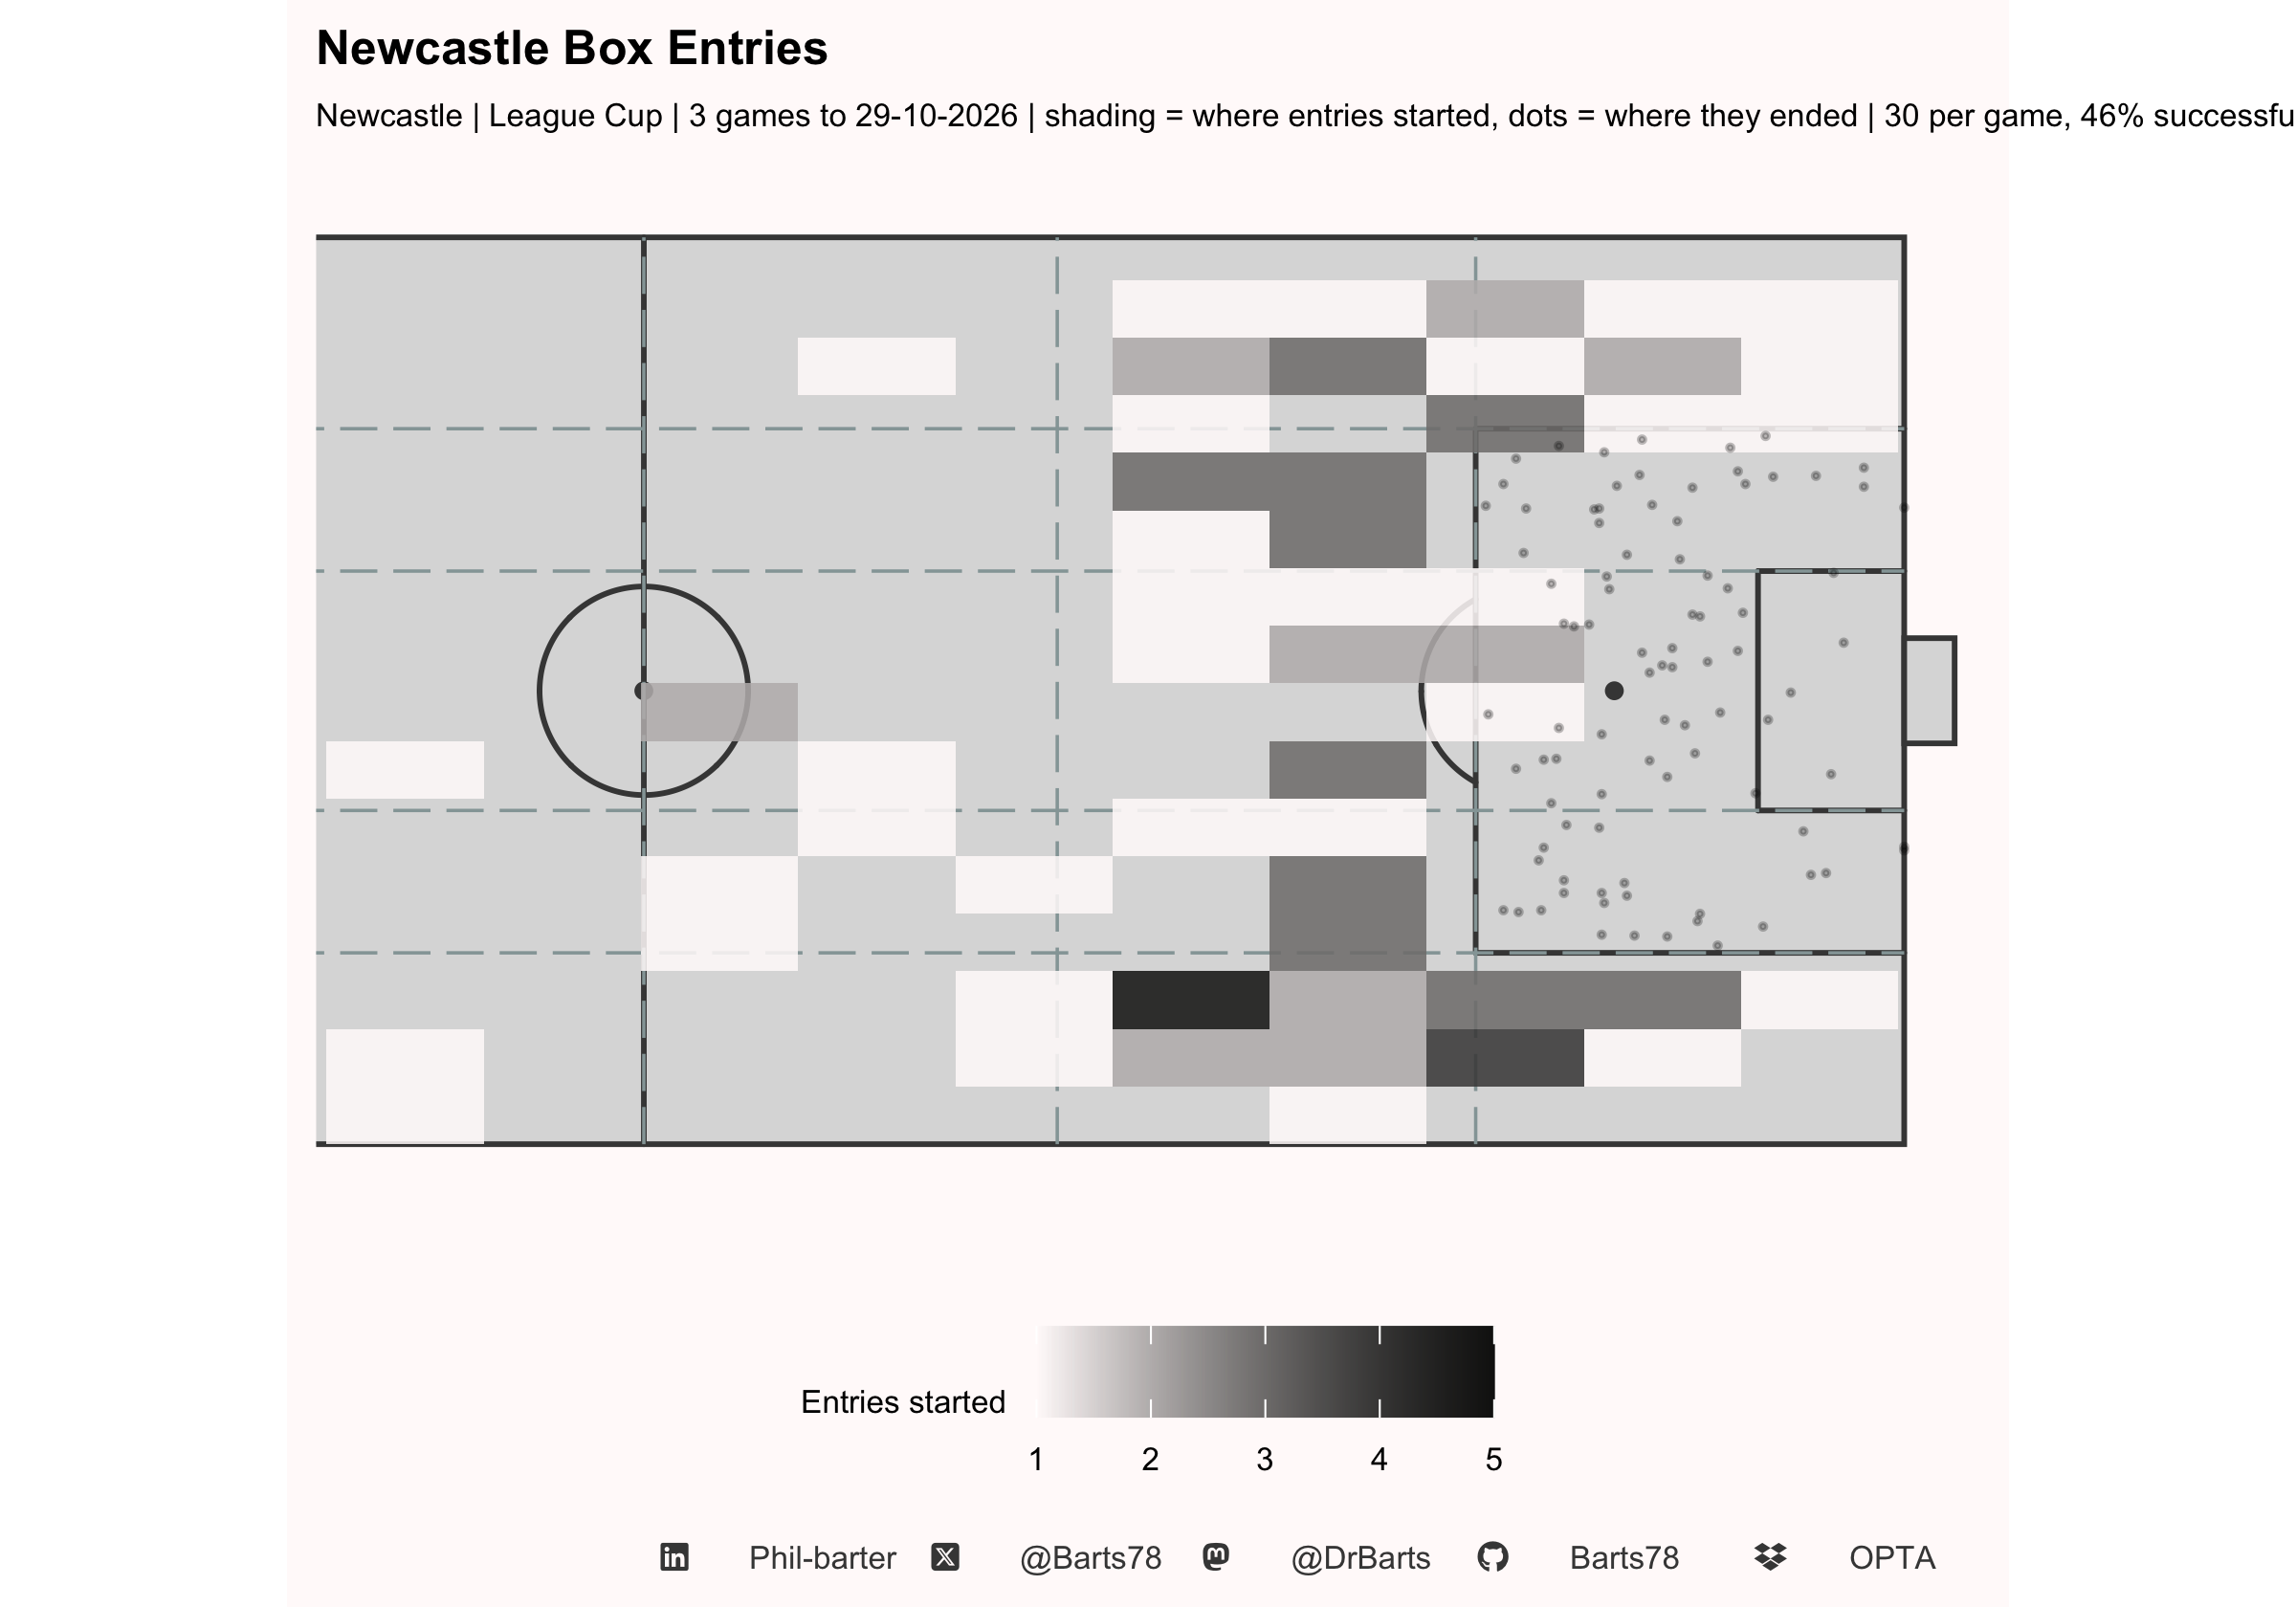 Newcastle Box Entries
Newcastle | League Cup | 3 games to 29-10-2026 | shading = where entries started, dots = where they ended | 30 per game, 46% successfu
Entries started
1 2 3 4 5
Phil-barter @Barts78 @DrBarts Barts78 OPTA